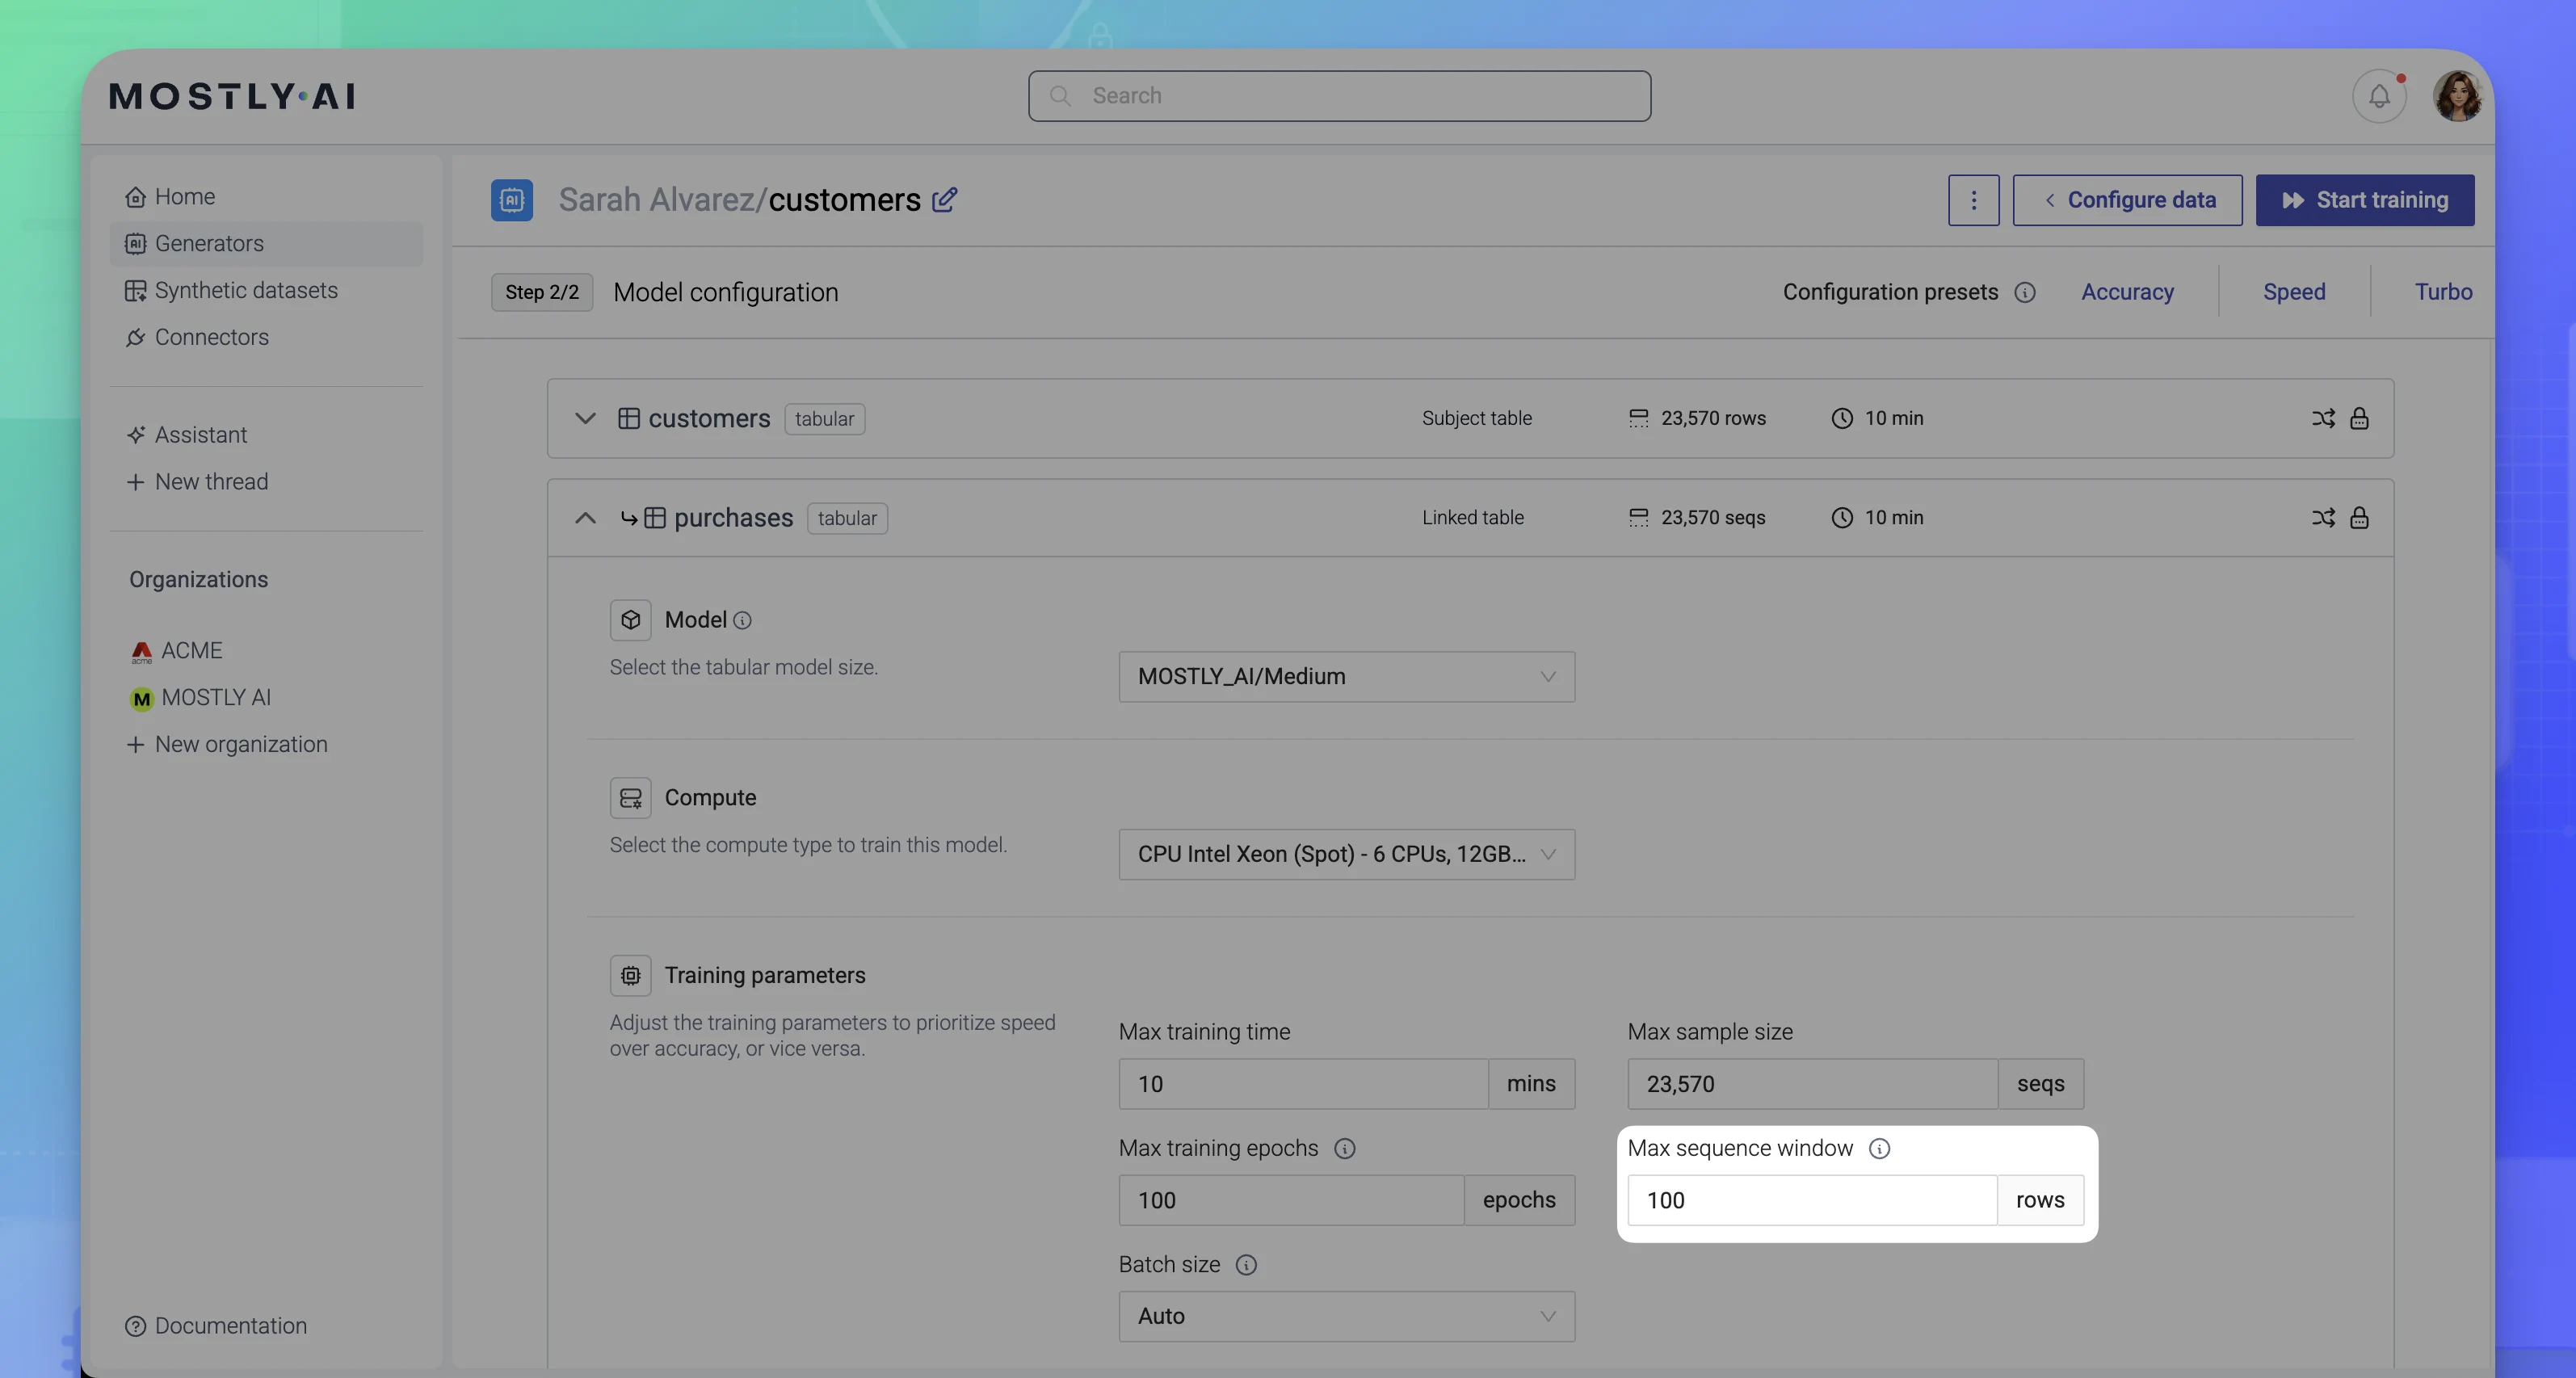 MOSTLY AI
Search
Home
Generators
Synthetic datasets
Connectors
Assistant
New thread
Organizations
acme
ACME
M
MOSTLY AI
New organization
Documentation
AI
Sarah Alvarez/customers
Configure data
Start training
Step 2/2
Model configuration
Configuration presets
Accuracy
Speed
Turbo
customers
tabular
Subject table
23,570 rows
10 min
purchases
tabular
Linked table
23,570 seqs
10 min
Model
Select the tabular model size.
MOSTLY_AI/Medium
Compute
Select the compute type to train this model.
CPU Intel Xeon (Spot) - 6 CPUs, 12GB...
Training parameters
Adjust the training parameters to prioritize speed
over accuracy, or vice versa.
Max training time
10 mins
Max sample size
23,570 seqs
Max training epochs
100 epochs
Max sequence window
100 rows
Batch size
Auto